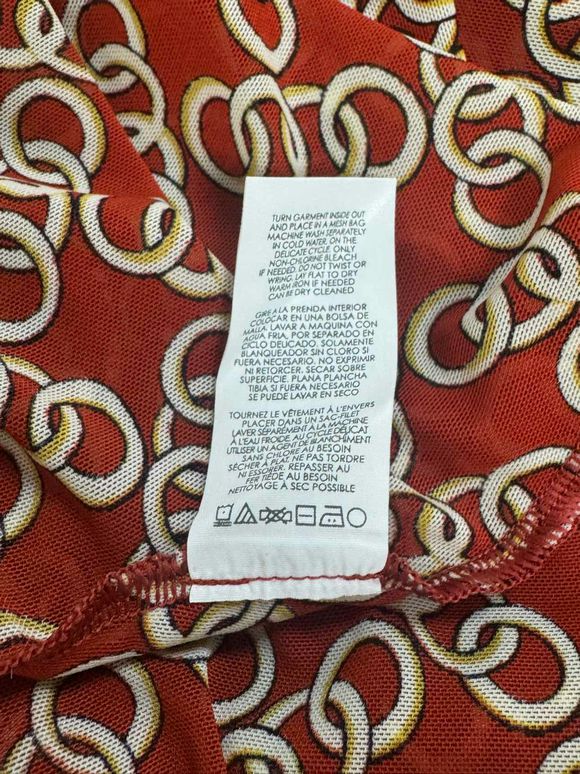 TURN GARMENT INSIDE OUT
AND PLACE IN A MESH BAG
MACHINE WASH SEPARATELY
IN COLD WATER, ON THE
DELICATE CYCLE. ONLY
NON-CHLORINE BLEACH
IF NEEDED. DO NOT TWIST OR
WRING. LAY FLAT TO DRY
WARM IRON IF NEEDED
CAN BE DRY CLEANED
GIRE A LA PRENDA INTERIOR
COLOCAR EN UNA BOLSA DE
MALLA. LAVAR A MAQUINA CON
AGUA FRIA, POR SEPARADO EN
CICLO DELICADO. SOLAMENTE
BLANQUEADOR SIN CLORO SI
FUERA NECESARIO. NO EXPRIMIR
NI RETORCER. SECAR SOBRE
SUPERFICIE. PLANA PLANCHA
TIBIA SI FUERA NECESARIO
SE PUEDE LAVAR EN SECO
TOURNEZ LE VÊTEMENT À L'ENVERS
PLACER DANS UN SAC-FILET
LAVER SÉPARÉMENT À LA MACHINE
À L'EAU FROIDE, AU CYCLE DÉLICAT
UTILISER UN AGENT DE BLANCHIMENT
SANS CHLORE AU BESOIN
SÉCHER À PLAT. NE PAS TORDRE
NI ESSORER. REPASSER AU
FER TIÈDE AU BESOIN
NETTOYAGE À SEC POSSIBLE